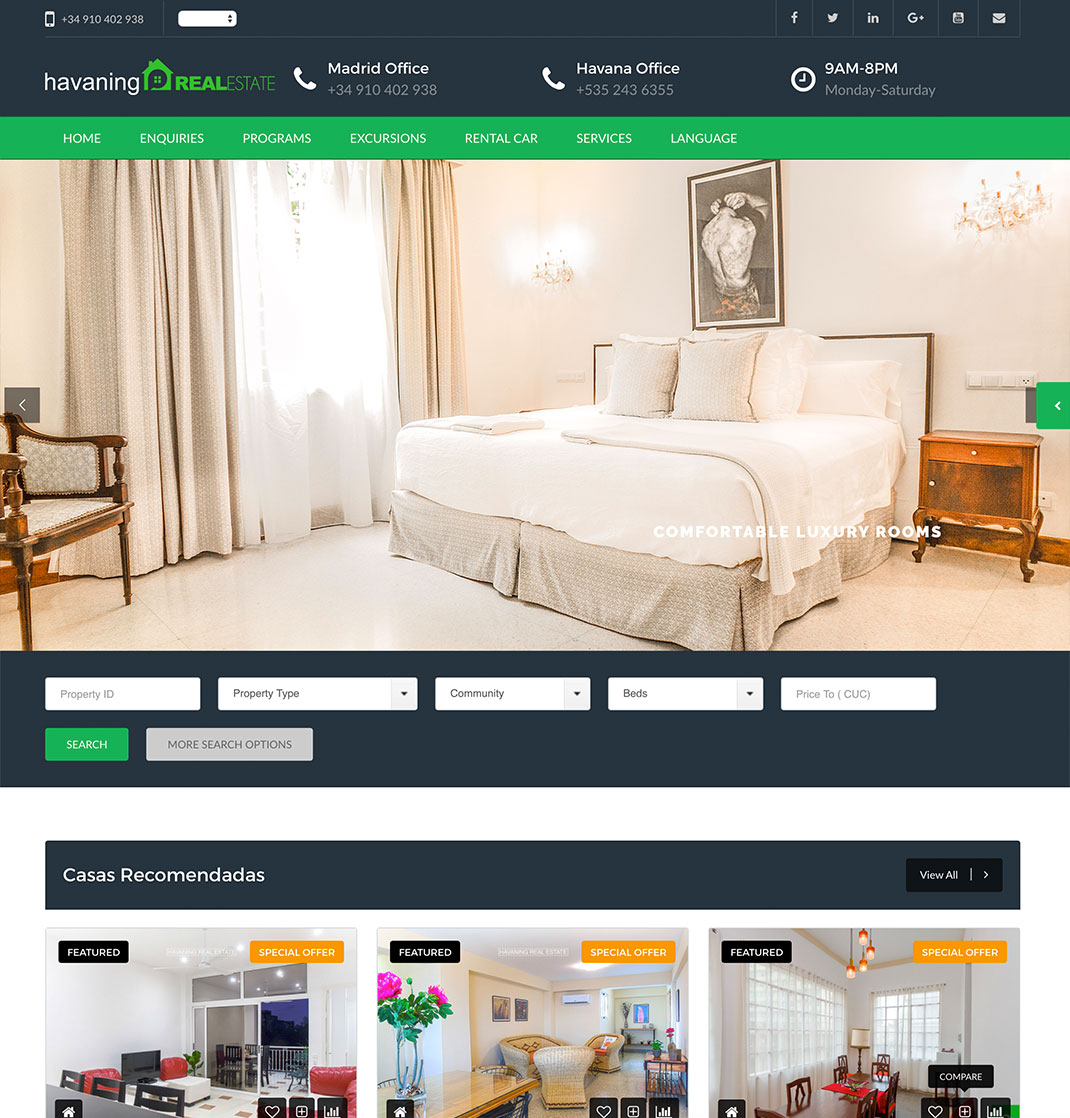 +34 910 402 938
havaning REALESTATE
Madrid Office
+34 910 402 938
Havana Office
+535 243 6355
9AM-8PM
Monday-Saturday
HOME ENQUIRIES PROGRAMS EXCURSIONS RENTAL CAR SERVICES LANGUAGE
COMFORTABLE LUXURY ROOMS
Property ID Property Type Community Beds Price To ( CUC)
SEARCH MORE SEARCH OPTIONS
Casas Recomendadas View All
FEATURED HAVANING REAL ESTATE SPECIAL OFFER
FEATURED HAVANING REAL ESTATE SPECIAL OFFER
FEATURED SPECIAL OFFER
COMPARE